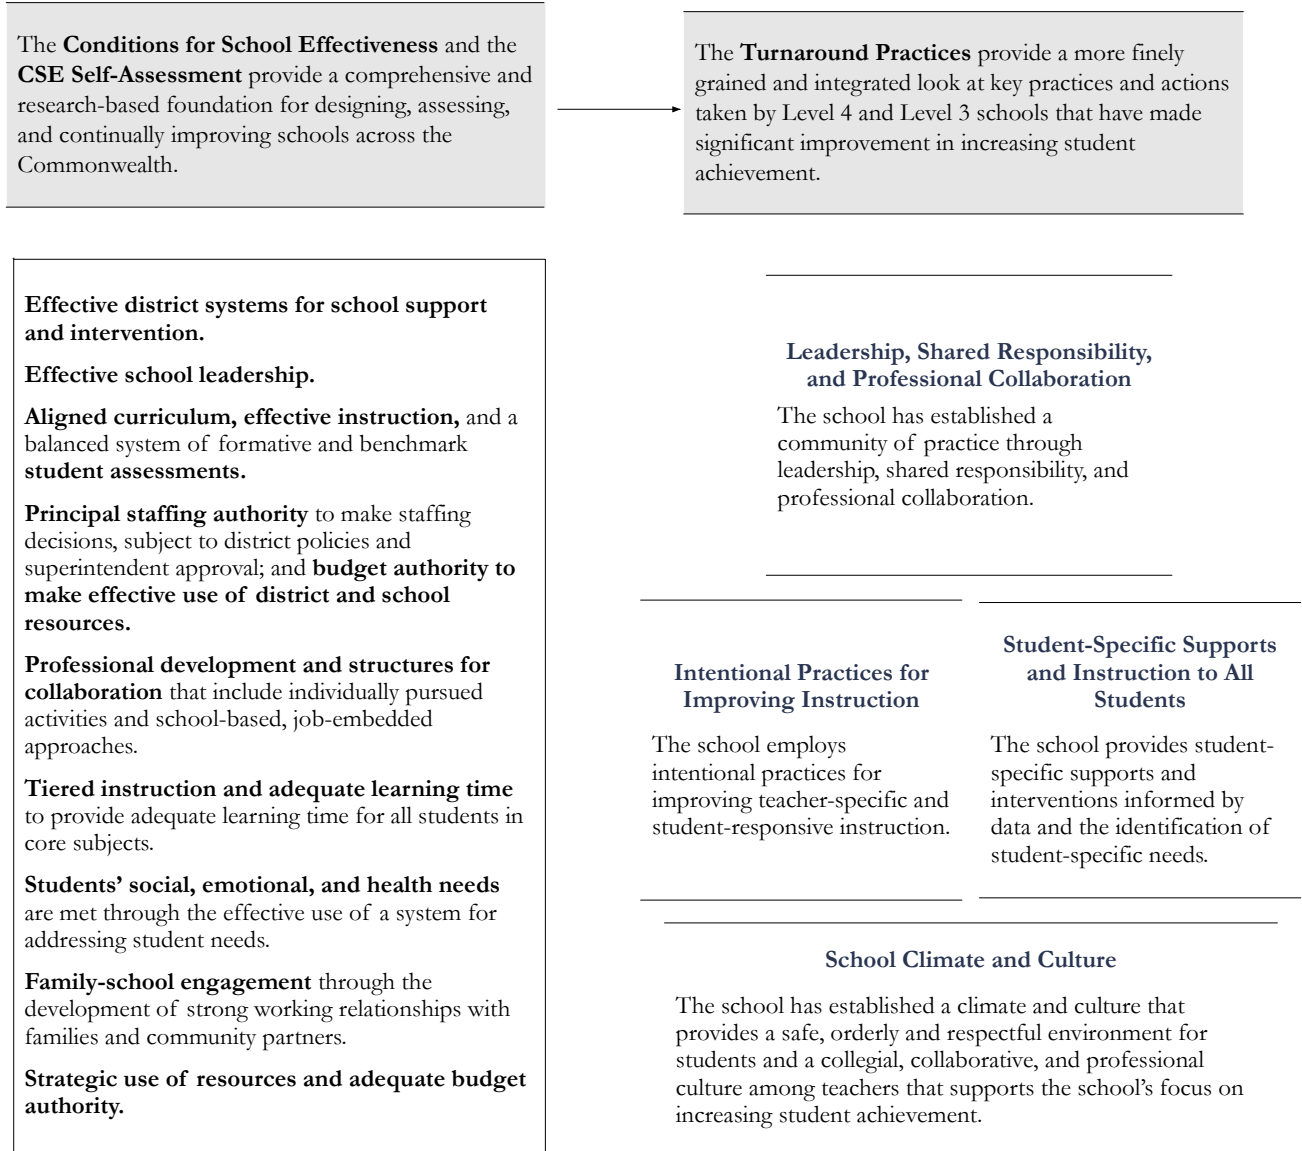 The Conditions for School Effectiveness and the
CSE Self-Assessment provide a comprehensive and
research-based foundation for designing, assessing,
and continually improving schools across the
Commonwealth.
The Turnaround Practices provide a more finely
grained and integrated look at key practices and actions
taken by Level 4 and Level 3 schools that have made
significant improvement in increasing student
achievement.
Effective district systems for school support
and intervention.
Effective school leadership.
Aligned curriculum, effective instruction, and a
balanced system of formative and benchmark
student assessments.
Principal staffing authority to make staffing
decisions, subject to district policies and
superintendent approval; and budget authority to
make effective use of district and school
resources.
Professional development and structures for
collaboration that include individually pursued
activities and school-based, job-embedded
approaches.
Tiered instruction and adequate learning time
to provide adequate learning time for all students in
core subjects.
Students’ social, emotional, and health needs
are met through the effective use of a system for
addressing student needs.
Family-school engagement through the
development of strong working relationships with
families and community partners.
Strategic use of resources and adequate budget
authority.
Leadership, Shared Responsibility,
and Professional Collaboration
The school has established a
community of practice through
leadership, shared responsibility, and
professional collaboration.
Intentional Practices for
Improving Instruction
The school employs
intentional practices for
improving teacher-specific and
student-responsive instruction.
Student-Specific Supports
and Instruction to All
Students
The school provides student-
specific supports and
interventions informed by
data and the identification of
student-specific needs.
School Climate and Culture
The school has established a climate and culture that
provides a safe, orderly and respectful environment for
students and a collegial, collaborative, and professional
culture among teachers that supports the school’s focus on
increasing student achievement.